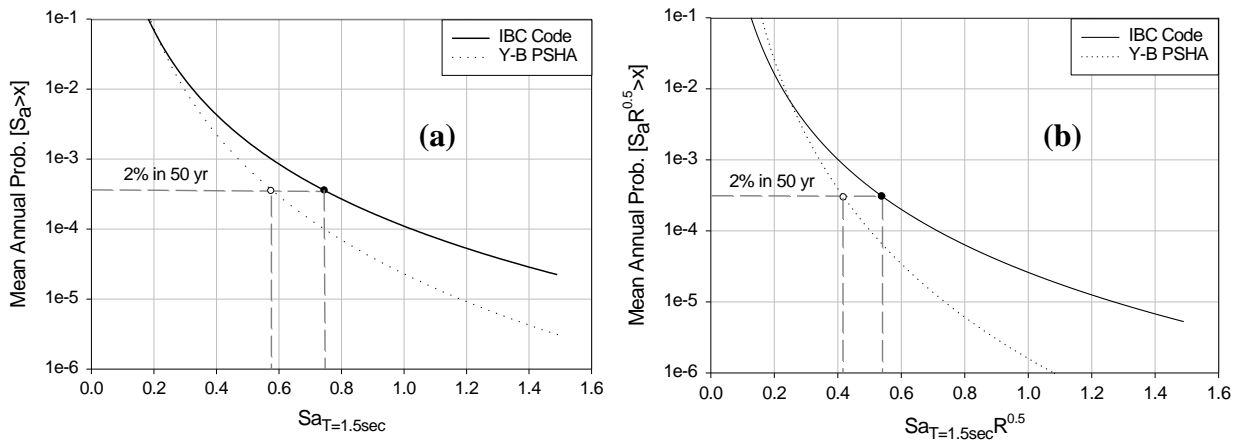 1e-1
1e-2
1e-3
1e-4
1e-5
1e-6
Mean Annual Prob. [Sa>x]
IBC Code
Y-B PSHA
(a)
2% in 50 yr
0.0 0.2 0.4 0.6 0.8 1.0 1.2 1.4 1.6
SaT=1.5sec
1e-1
1e-2
1e-3
1e-4
1e-5
1e-6
Mean Annual Prob. [SaR0.5>x]
IBC Code
Y-B PSHA
(b)
2% in 50 yr
0.0 0.2 0.4 0.6 0.8 1.0 1.2 1.4 1.6
SaT=1.5secR0.5